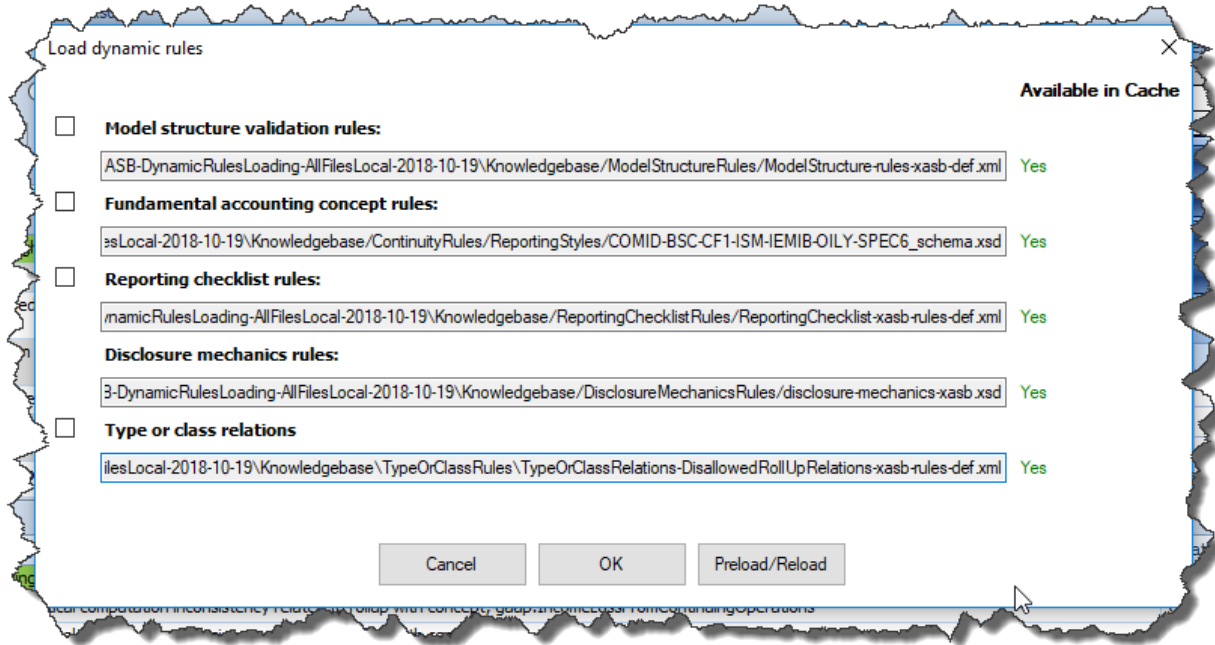 Load dynamic rules
Available in Cache
Model structure validation rules:
ASB-DynamicRulesLoading-AllFilesLocal-2018-10-19\Knowledgebase/ModelStructureRules/ModelStructure-rules-xasb-def.xml Yes
Fundamental accounting concept rules:
esLocal-2018-10-19\Knowledgebase/ContinuityRules/ReportingStyles/COMID-BSC-CF1-ISM-IEMIB-OILY-SPEC6_schema.xsd Yes
Reporting checklist rules:
namicRulesLoading-AllFilesLocal-2018-10-19\Knowledgebase/ReportingChecklistRules/ReportingChecklist-xasb-rules-def.xml Yes
Disclosure mechanics rules:
B-DynamicRulesLoading-AllFilesLocal-2018-10-19\Knowledgebase/DisclosureMechanicsRules/disclosure-mechanics-xasb.xsd Yes
Type or class relations
ilesLocal-2018-10-19\Knowledgebase\TypeOrClassRules\TypeOrClassRelations-DisallowedRollUpRelations-xasb-rules-def.xml Yes
Cancel OK Preload/Reload